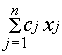 n
∑ c_j x_j
j=1